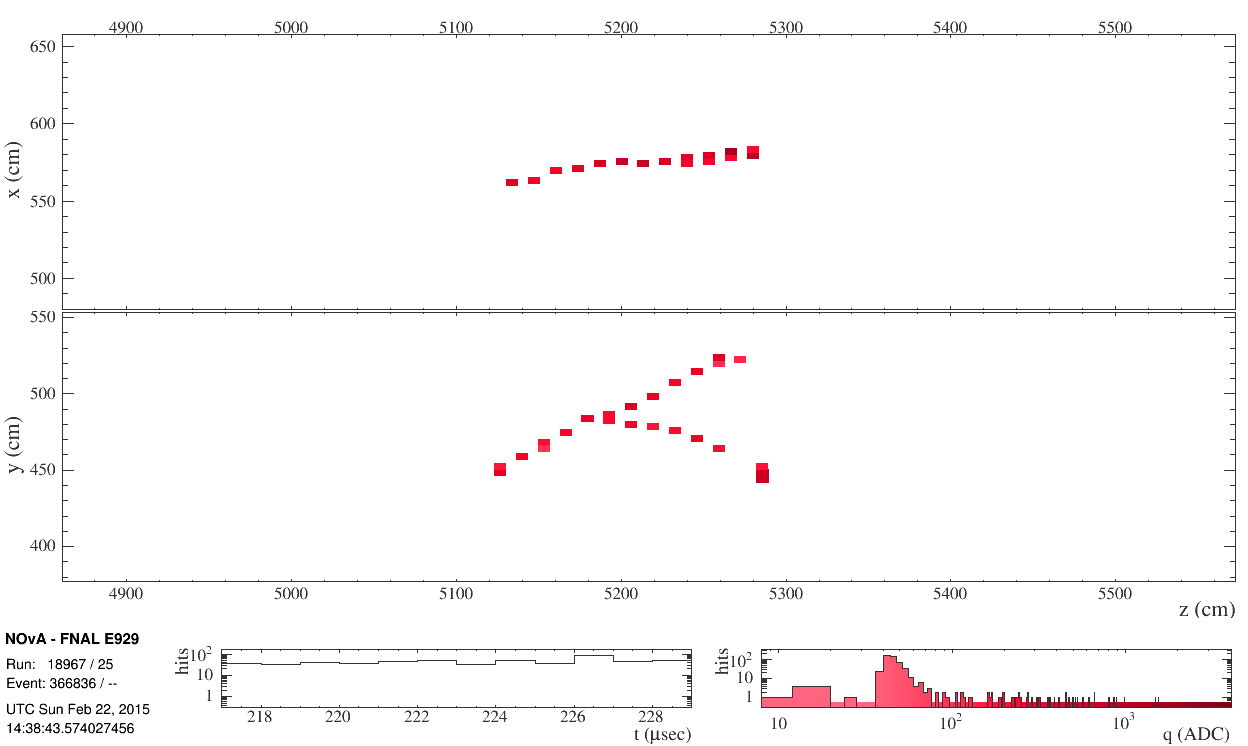 4900 5000 5100 5200 5300 5400 5500
650
600
550
500
x (cm)
550
500
450
400
y (cm)
4900 5000 5100 5200 5300 5400 5500
z (cm)
NOvA - FNAL E929
Run: 18967 / 25
Event: 366836 / --
UTC Sun Feb 22, 2015
14:38:43.574027456
hits
10²
10
1
218 220 222 224 226 228
t (μsec)
hits
10²
10
1
10 10² 10³
q (ADC)